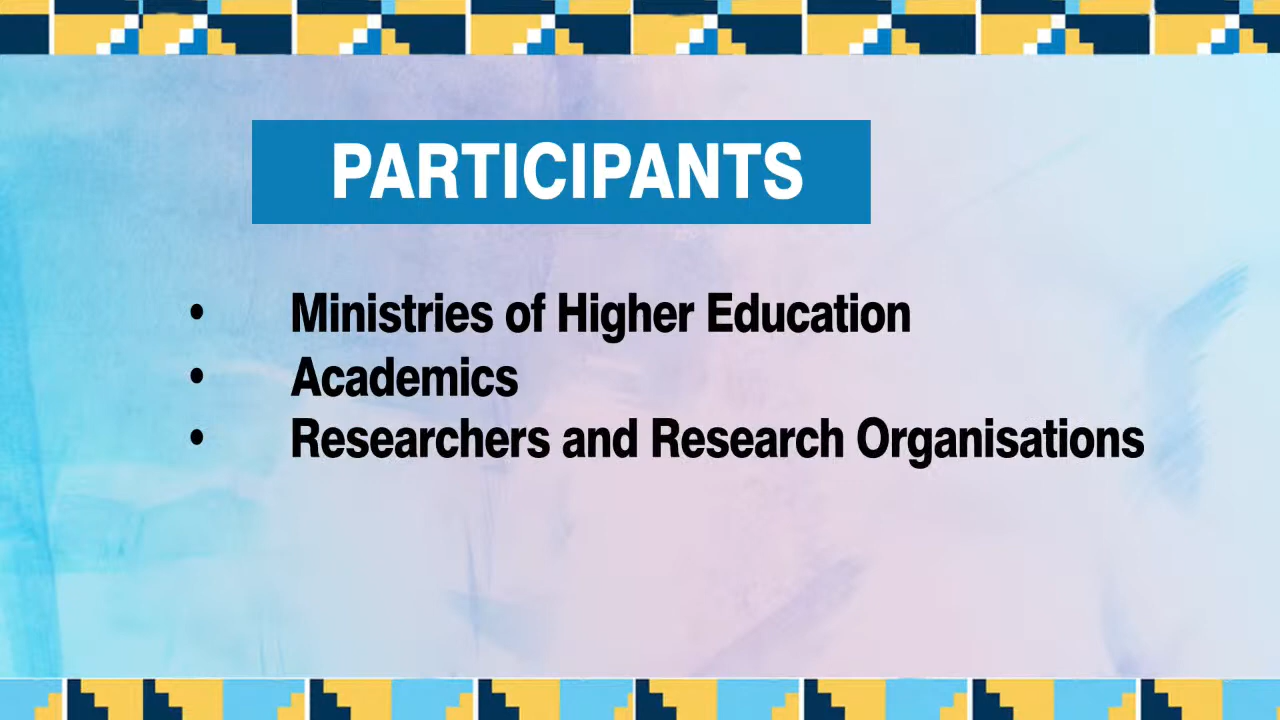 PARTICIPANTS
• Ministries of Higher Education
• Academics
• Researchers and Research Organisations